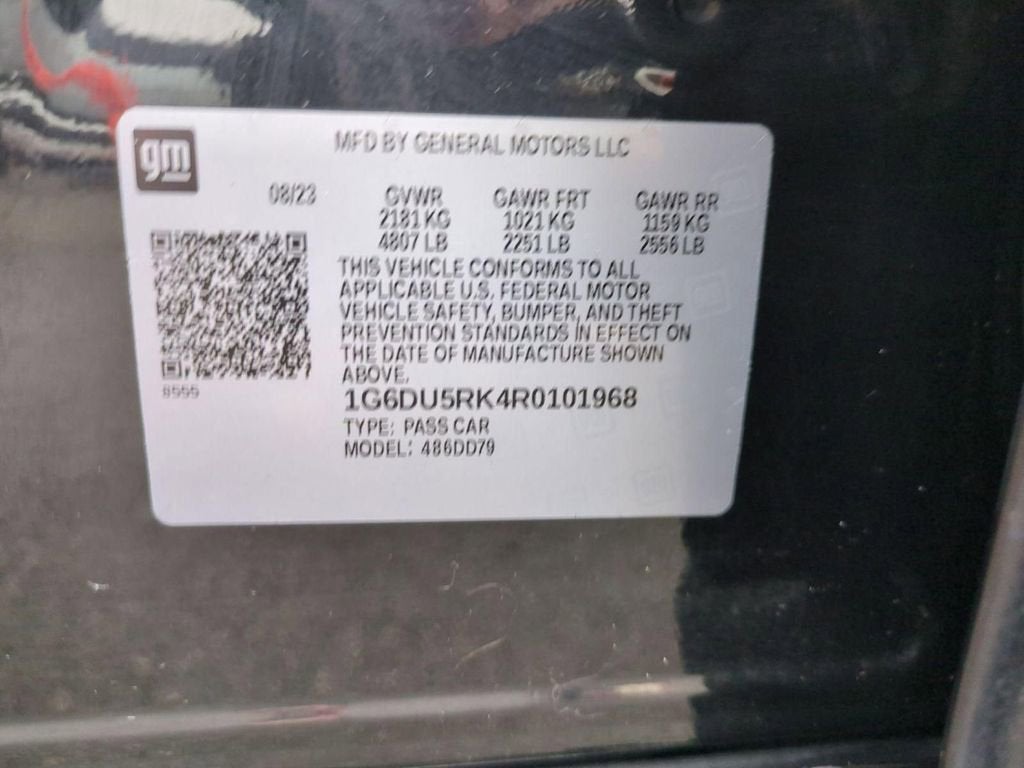 gm
MFD BY GENERAL MOTORS LLC
08/23 GVWR GAWR FRT GAWR RR
2181 KG 1021 KG 1159 KG
4807 LB 2251 LB 2556 LB
THIS VEHICLE CONFORMS TO ALL
APPLICABLE U.S. FEDERAL MOTOR
VEHICLE SAFETY, BUMPER, AND THEFT
PREVENTION STANDARDS IN EFFECT ON
THE DATE OF MANUFACTURE SHOWN
ABOVE.
8555
1G6DU5RK4R0101968
TYPE: PASS CAR
MODEL: 486DD79